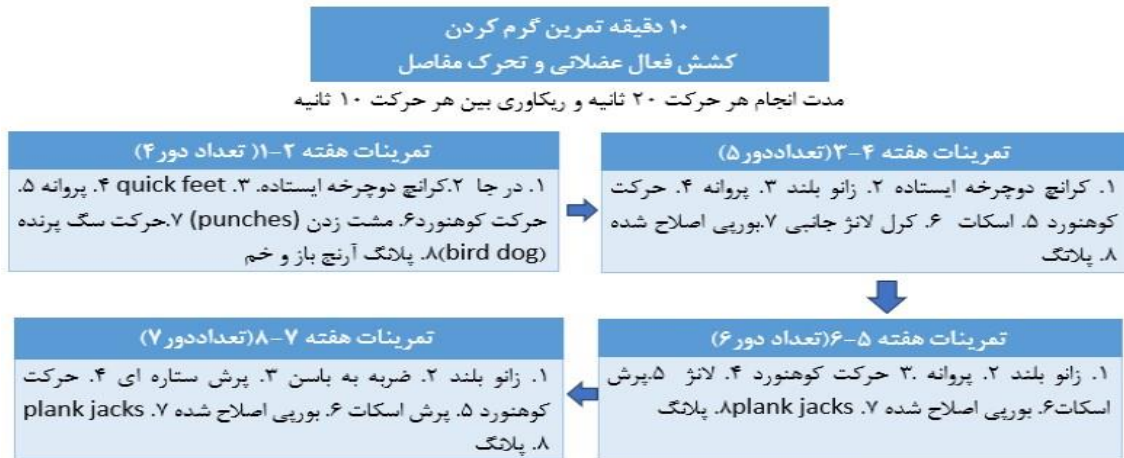 ۱۰ دقیقه تمرین گرم کردن
کشش فعال عضلانی و تحرک مفاصل
مدت انجام هر حرکت ۲۰ ثانیه و ریکاوری بین هر حرکت ۱۰ ثانیه
تمرینات هفته ۲-۱( تعداد دور۴)
۱. در جا ۲.کرانچ دوچرخه ایستاده. ۳. quick feet ۴. پروانه ۵.
حرکت کوهنورد۶. مشت زدن (punches) ۷.حرکت سگ پرنده
(bird dog)۸. پلانگ آرنج باز و خم
تمرینات هفته ۴-۳(تعداددور۵)
۱. کرانچ دوچرخه ایستاده ۲. زانو بلند ۳. پروانه ۴. حرکت
کوهنورد ۵. اسکات ۶. کرل لانژ جانبی ۷.بورپی اصلاح شده
۸. پلانگ
تمرینات هفته ۵-۶(تعداد دور۶)
۱. زانو بلند ۲. پروانه .۳ حرکت کوهنورد ۴. لانژ ۵.پرش
اسکات۶. بورپی اصلاح شده ۷. plank jacks۸. پلانگ
تمرینات هفته ۷-۸(تعداددور۷)
۱. زانو بلند ۲. ضربه به باسن ۳. پرش ستاره ای ۴. حرکت
کوهنورد ۵. پرش اسکات ۶. بورپی اصلاح شده ۷. plank jacks
۸. پلانگ